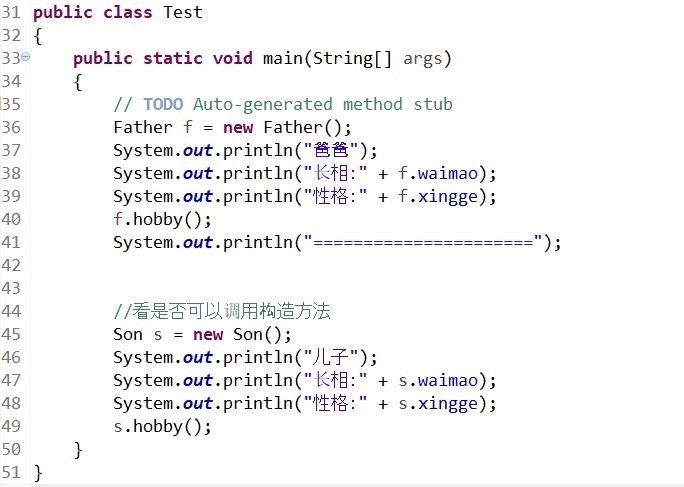 31 public class Test
32 {
33 public static void main(String[] args)
34 {
35 // TODO Auto-generated method stub
36 Father f = new Father();
37 System.out.println("爸爸");
38 System.out.println("长相:" + f.waimao);
39 System.out.println("性格:" + f.xingge);
40 f.hobby();
41 System.out.println("======================");
42
43
44 //看是否可以调用构造方法
45 Son s = new Son();
46 System.out.println("儿子");
47 System.out.println("长相:" + s.waimao);
48 System.out.println("性格:" + s.xingge);
49 s.hobby();
50 }
51 }